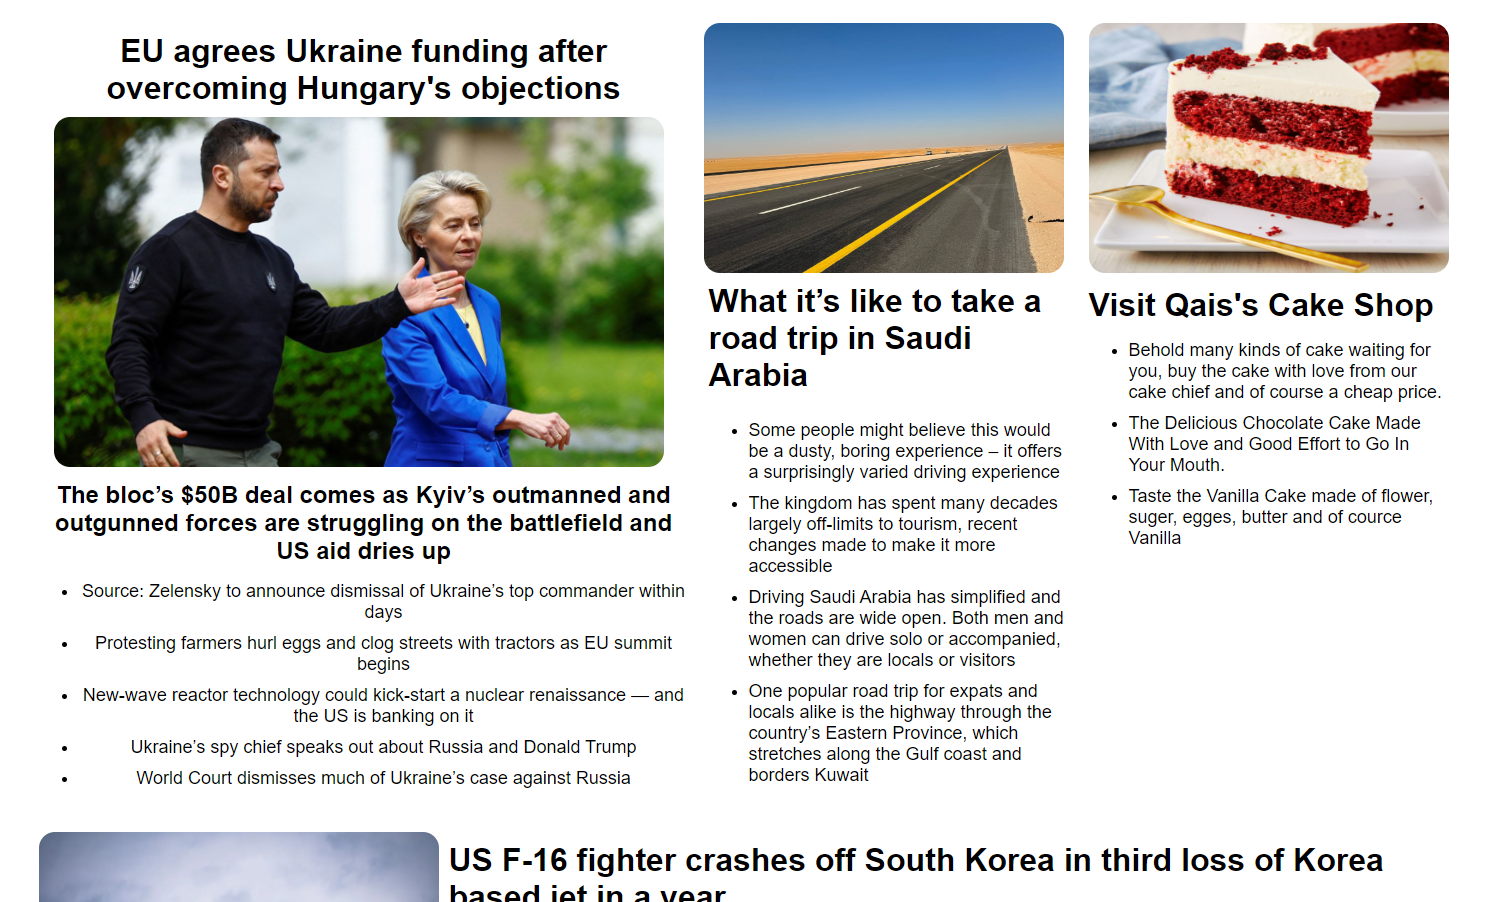 EU agrees Ukraine funding after
overcoming Hungary's objections
The bloc’s $50B deal comes as Kyiv’s outmanned and
outgunned forces are struggling on the battlefield and
US aid dries up
• Source: Zelensky to announce dismissal of Ukraine’s top commander within
days
• Protesting farmers hurl eggs and clog streets with tractors as EU summit
begins
• New-wave reactor technology could kick-start a nuclear renaissance — and
the US is banking on it
• Ukraine’s spy chief speaks out about Russia and Donald Trump
• World Court dismisses much of Ukraine’s case against Russia
What it’s like to take a
road trip in Saudi
Arabia
• Some people might believe this would
be a dusty, boring experience – it offers
a surprisingly varied driving experience
• The kingdom has spent many decades
largely off-limits to tourism, recent
changes made to make it more
accessible
• Driving Saudi Arabia has simplified and
the roads are wide open. Both men and
women can drive solo or accompanied,
whether they are locals or visitors
• One popular road trip for expats and
locals alike is the highway through the
country’s Eastern Province, which
stretches along the Gulf coast and
borders Kuwait
Visit Qais's Cake Shop
• Behold many kinds of cake waiting for
you, buy the cake with love from our
cake chief and of course a cheap price.
• The Delicious Chocolate Cake Made
With Love and Good Effort to Go In
Your Mouth.
• Taste the Vanilla Cake made of flower,
suger, egges, butter and of cource
Vanilla
US F-16 fighter crashes off South Korea in third loss of Korea
based jet in a year